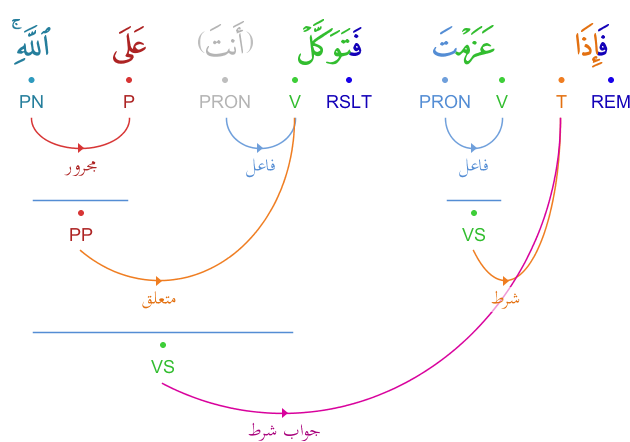 فَإِذَا عَزَمْتَ فَتَوَكَّلْ (أَنتَ) عَلَى ٱللَّهِ ۚ
REM T V PRON RSLT V PRON P PN
فاعل فاعل مجرور
VS PP
شرط متعلق
VS
جواب شرط